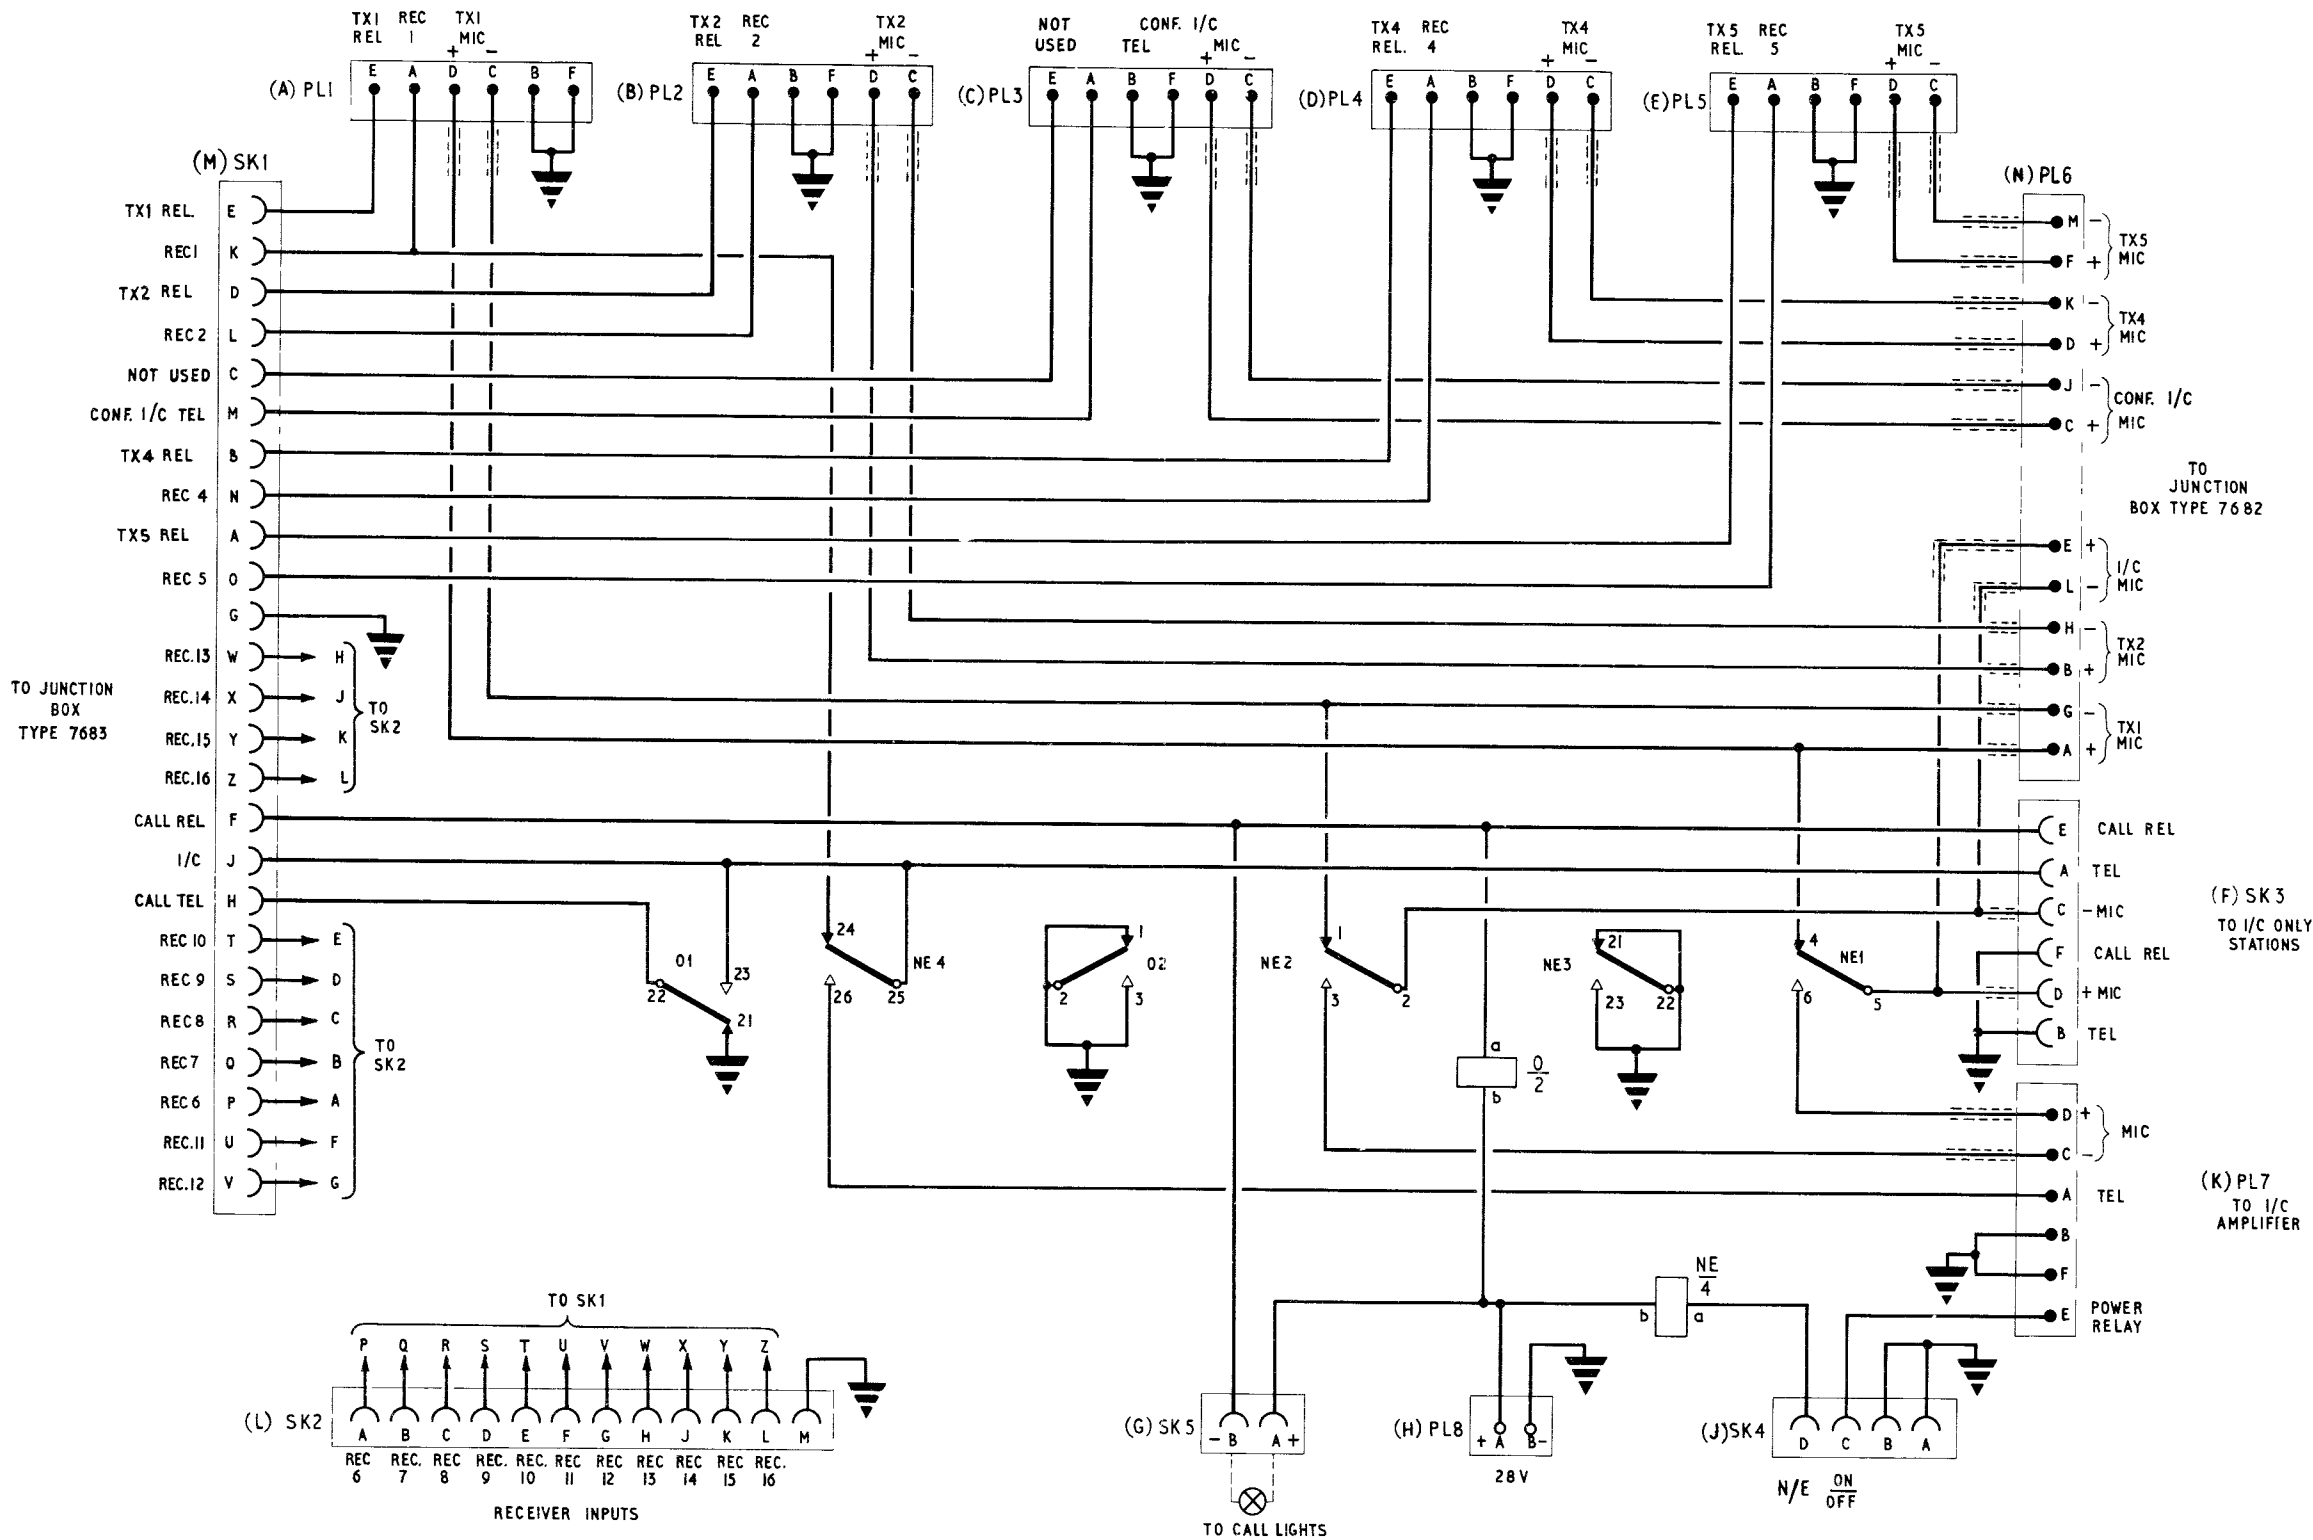 TX1 REL
REC 1
TX1 MIC
+ -
(A) PL1
E A D C B F
TX2 REL
REC 2
TX2 MIC
+ -
(B) PL2
E A B F D C
NOT USED
CONF. I/C
TEL
MIC
+ -
(C) PL3
E A B F D C
TX4 REL.
REC 4
TX4 MIC
+ -
(D) PL4
E A B F D C
TX5 REL.
REC 5
TX5 MIC
+ -
(E) PL5
E A B F D C
(M) SK1
TX1 REL. E
REC1 K
TX2 REL D
REC 2 L
NOT USED C
CONF. I/C TEL M
TX4 REL B
REC 4 N
TX5 REL A
REC 5 O
G
REC.13 W H
REC.14 X J
REC.15 Y K
REC.16 Z L
TO SK2
TO JUNCTION
BOX
TYPE 7683
CALL REL F
I/C J
CALL TEL H
REC 10 T E
REC 9 S D
REC 8 R C
REC 7 Q B
REC 6 P A
REC.11 U F
REC.12 V G
TO SK2
(N) PL6
M -
F +
TX5 MIC
K -
D +
TX4 MIC
J -
C +
CONF. I/C
MIC
TO
JUNCTION
BOX TYPE 7682
E +
L -
I/C MIC
H -
B +
TX2 MIC
G -
A +
TX1 MIC
E CALL REL
A TEL
C - MIC
F CALL REL
D + MIC
B TEL
(F) SK3
TO I/C ONLY
STATIONS
O1
22 23 21
24
NE4
26 25
1
O2
2 3
NE2
1
3 2
21
NE3
23 22
4
NE1
6 5
a
O
2
b
D +
C -
MIC
A TEL
B
F
E POWER
RELAY
(K) PL7
TO I/C
AMPLIFIER
NE
4
b a
TO SK1
P Q R S T U V W X Y Z
(L) SK2
A B C D E F G H J K L M
REC 6
REC. 7
REC 8
REC. 9
REC. 10
REC 11
REC 12
REC 13
REC 14
REC 15
REC. 16
RECEIVER INPUTS
(G) SK5
- B A +
TO CALL LIGHTS
(H) PL8
+ A B -
28V
(J) SK4
D C B A
N/E ON
OFF